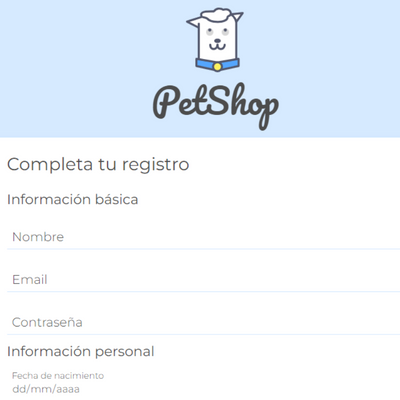 PetShop
Completa tu registro
Información básica
Nombre
Email
Contraseña
Información personal
Fecha de nacimiento
dd/mm/aaaa